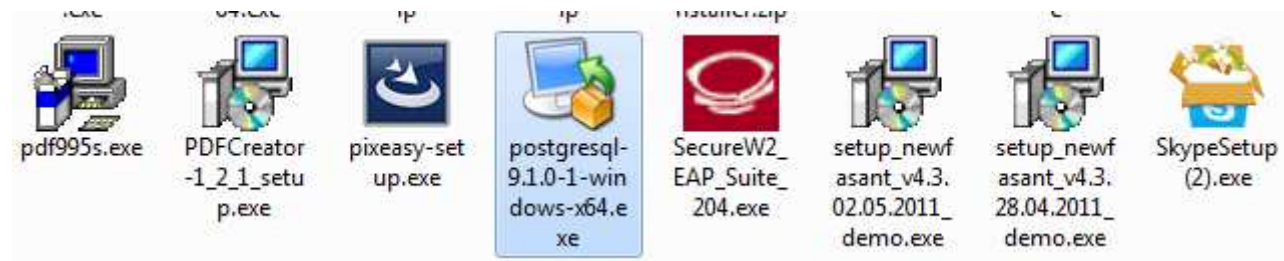 pdf995s.exe
PDFCreator
-1_2_1_setu
p.exe
pixeasy-set
up.exe
postgresql-
9.1.0-1-win
dows-x64.e
xe
SecureW2_
EAP_Suite_
204.exe
setup_newf
asant_v4.3.
02.05.2011_
demo.exe
setup_newf
asant_v4.3.
28.04.2011_
demo.exe
SkypeSetup
(2).exe